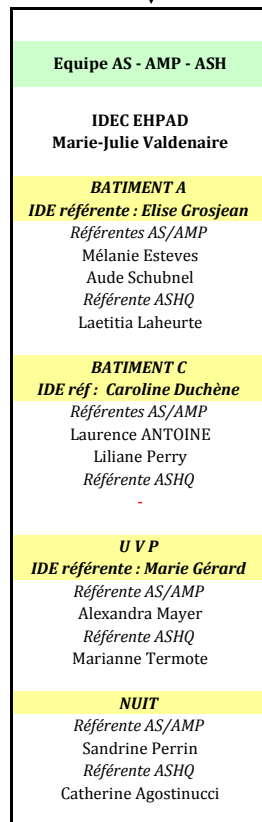 Equipe AS - AMP - ASH
IDEC EHPAD
Marie-Julie Valdenaire
BATIMENT A
IDE référente : Elise Grosjean
Référentes AS/AMP
Mélanie Esteves
Aude Schubnel
Référente ASHQ
Laetitia Laheurte
BATIMENT C
IDE réf : Caroline Duchène
Référentes AS/AMP
Laurence ANTOINE
Liliane Perry
Référente ASHQ
-
U V P
IDE référente : Marie Gérard
Référente AS/AMP
Alexandra Mayer
Référente ASHQ
Marianne Termote
NUIT
Référente AS/AMP
Sandrine Perrin
Référente ASHQ
Catherine Agostinucci